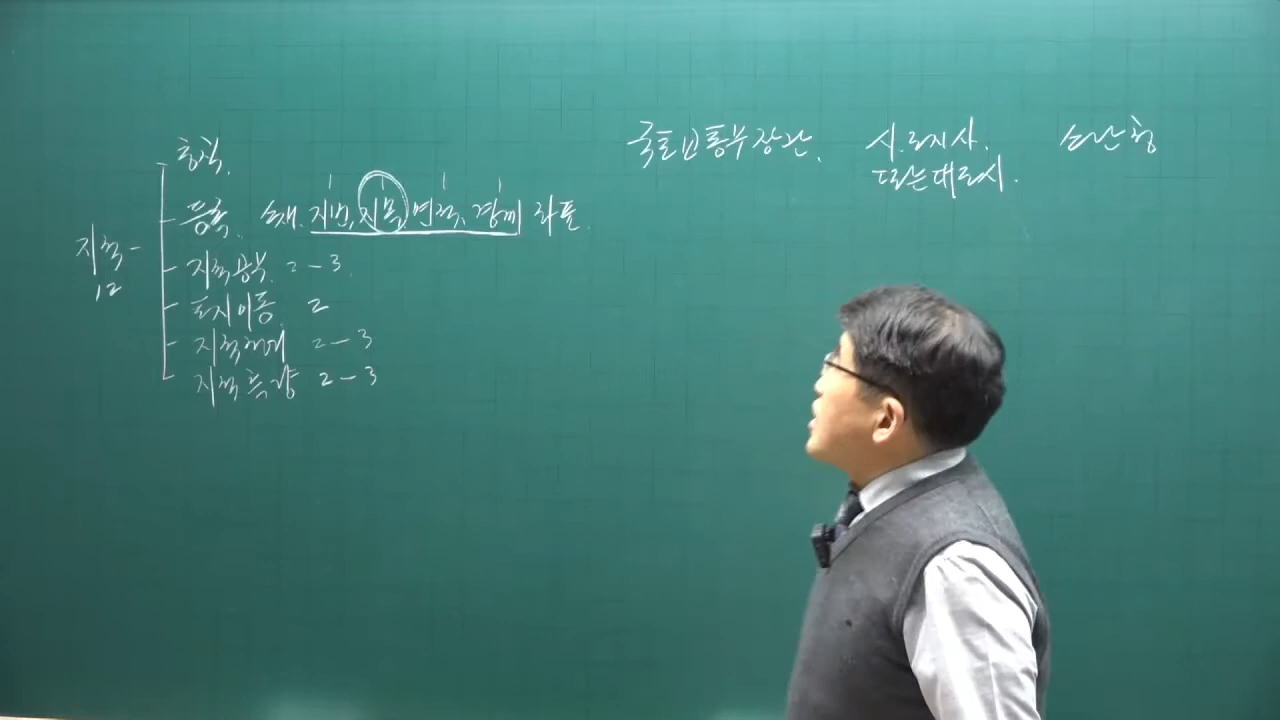 총칙.
등록. 소재. 지번, 지목, 면적, 경계 좌표.
지적-
12
지적공부. 2-3.
토지이동. 2
지적측량 2-3
국토교통부장관. 시.도지사. 소관청
또는 대도시.